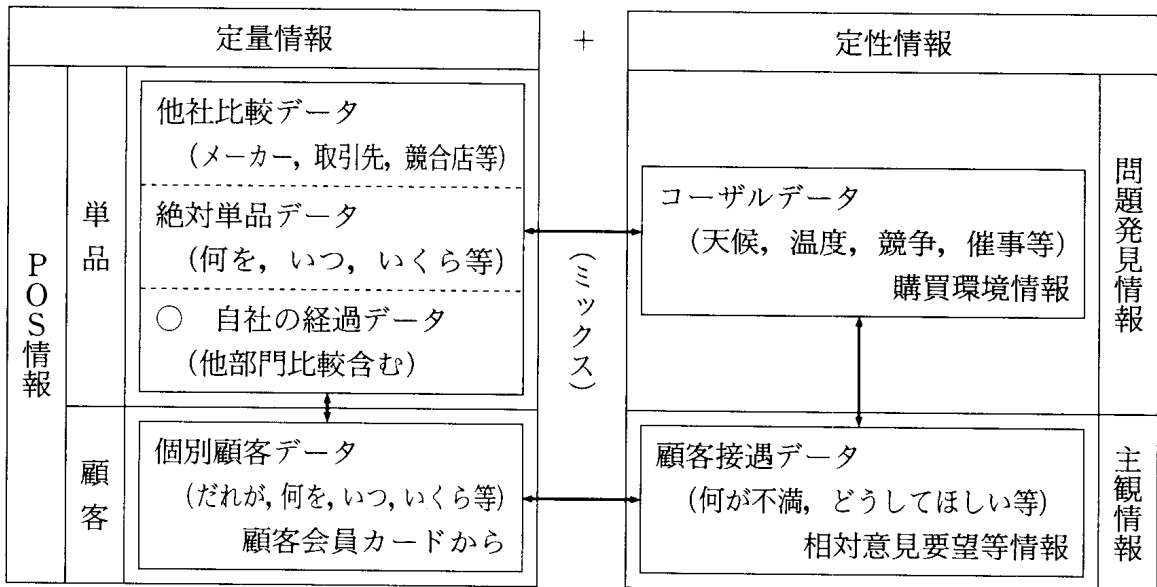 定量情報
+
定性情報
POS情報
単品
他社比較データ
(メーカー, 取引先, 競合店等)
絶対単品データ
(何を, いつ, いくら等)
○ 自社の経過データ
(他部門比較含む)
(ミックス)
コーザルデータ
(天候, 温度, 競争, 催事等)
購買環境情報
問題発見情報
顧客
個別顧客データ
(だれが, 何を, いつ, いくら等)
顧客会員カードから
顧客接遇データ
(何が不満, どうしてほしい等)
相対意見要望等情報
主観情報